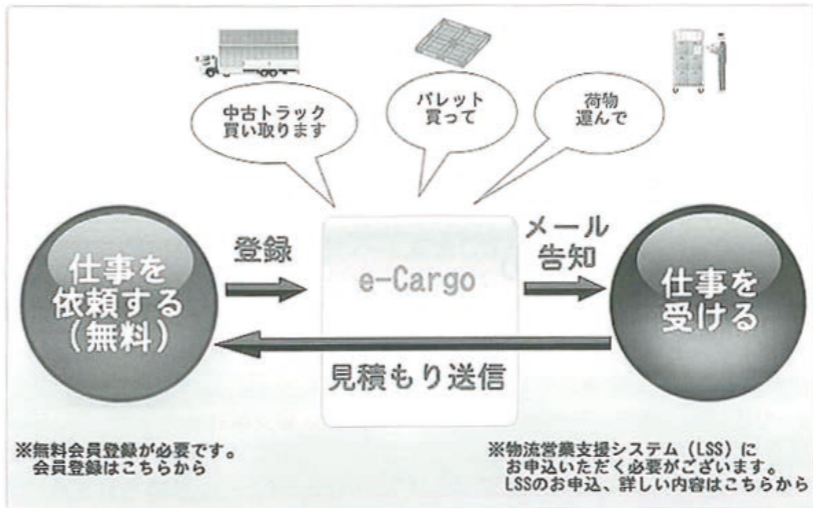 中古トラック
買い取ります
パレット
買って
荷物
運んで
仕事を
依頼する
(無料)
登録
e-Cargo
メール
告知
仕事を
受ける
見積もり送信
※無料会員登録が必要です。
会員登録はこちらから
※物流営業支援システム(LSS)に
お申込いただく必要がございます。
LSSのお申込、詳しい内容はこちらから